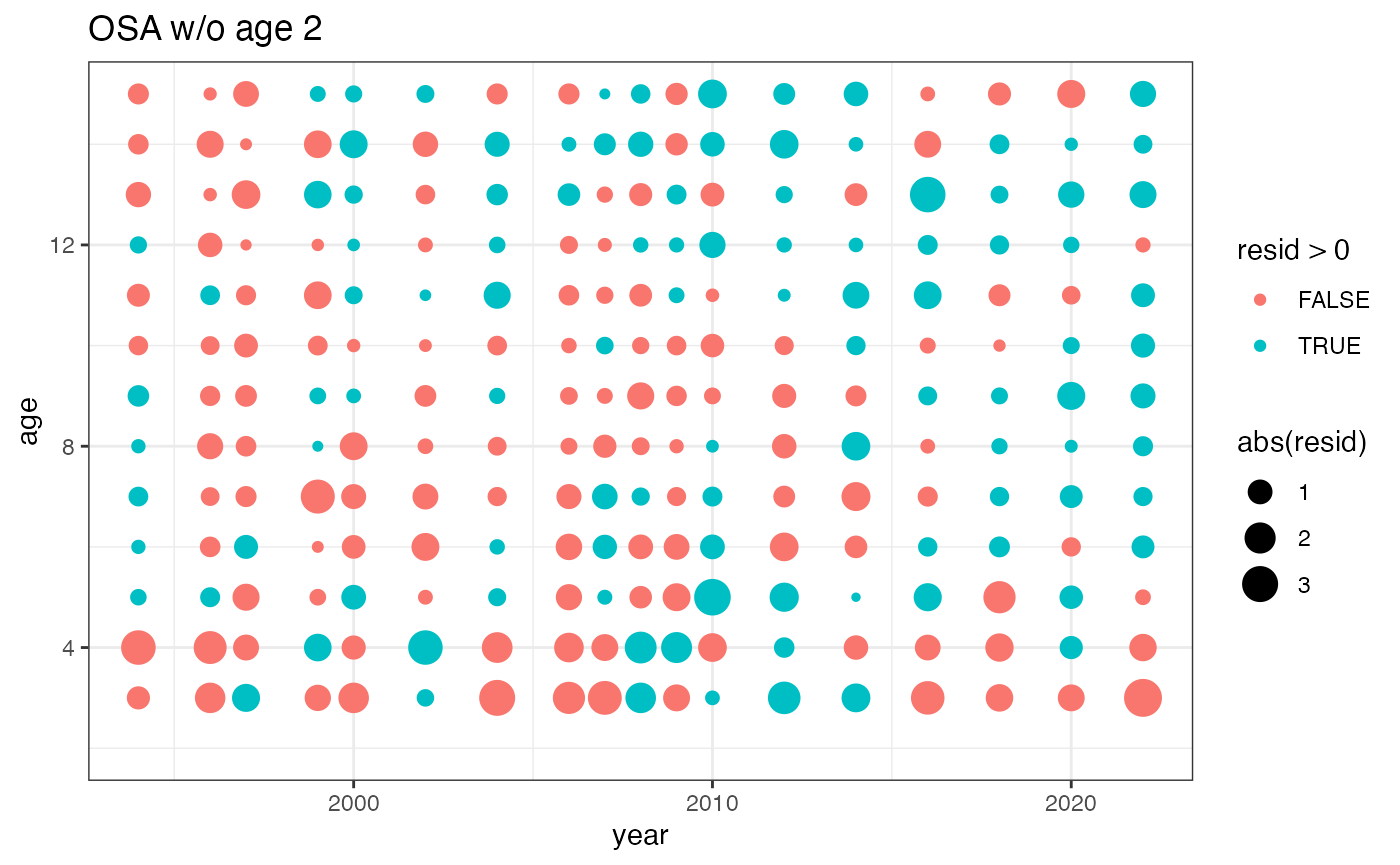 OSA w/o age 2
12
8
4
age
2000
2010
2020
year
resid > 0
FALSE
TRUE
abs(resid)
1
2
3